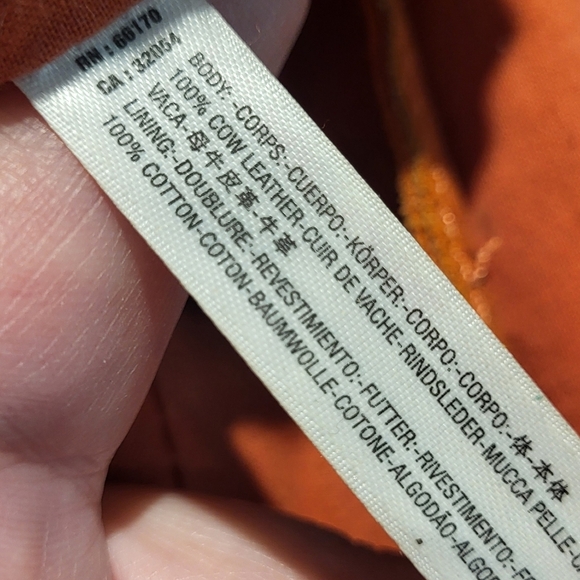 RN : 60170
CA : 32054
BODY:-CORPS:-CUERPO:-KÖRPER:-CORPO:-CORPO:-体 本体
100% COW LEATHER-CUIR DE VACHE-RINDSLEDER-MUCCA PELLE-
VACA-母牛皮革-牛革
LINING:-DOUBLURE:-REVESTIMIENTO:-FUTTER:-RIVESTIMENTO:-
100% COTTON-COTON-BAUMWOLLE-COTONE-ALGODÃO-